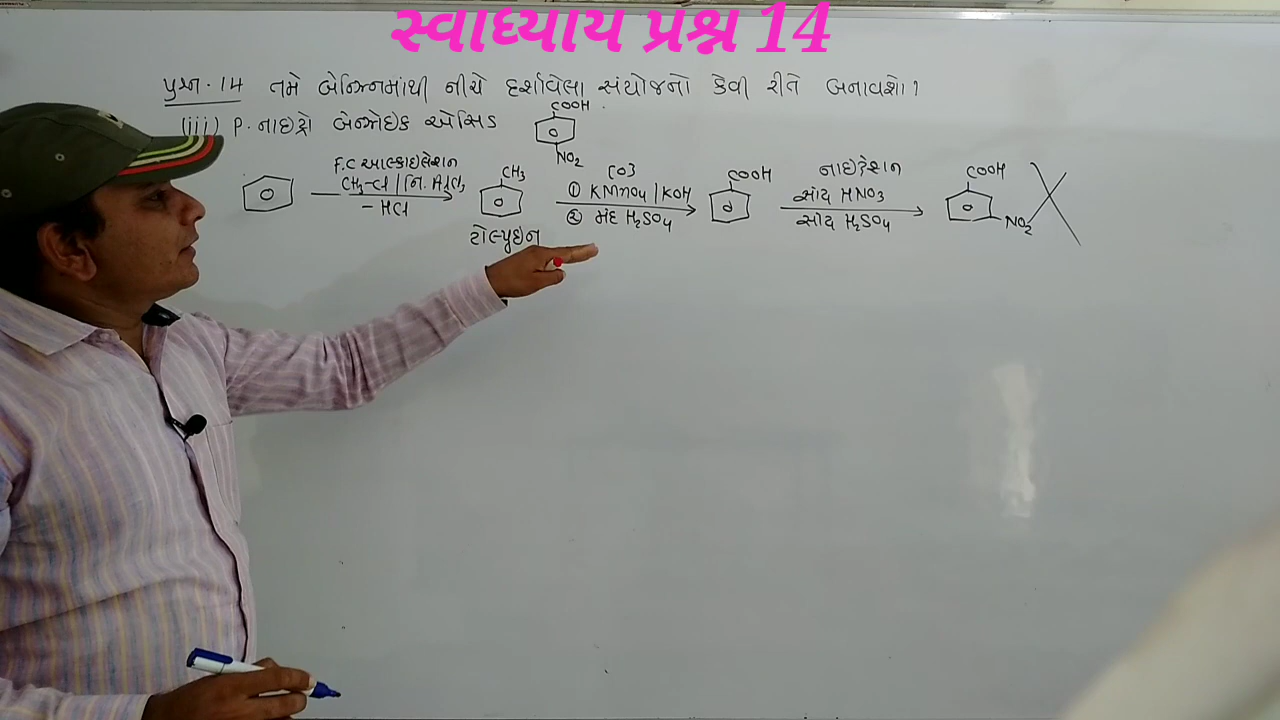 સ્વાધ્યાય પ્રશ્ન 14
પ્રશ્ન-14 તમે બેન્ઝિનમાંથી નીચે દર્શાવેલા સંયોજનો કેવી રીતે બનાવશો?
(iii) P. નાઇટ્રો બેન્ઝોઇક એસિડ
COOH
NO2
F.C આલ્કાઇલેશન
CH3-Cl / નિ. AlCl3
-HCl
CH3
ટોલ્યુઇન
[O]
① KMnO4 / KOH
② મંદ H2SO4
COOH
નાઇટ્રેશન
સાંદ્ર HNO3
સાંદ્ર H2SO4
COOH
NO2